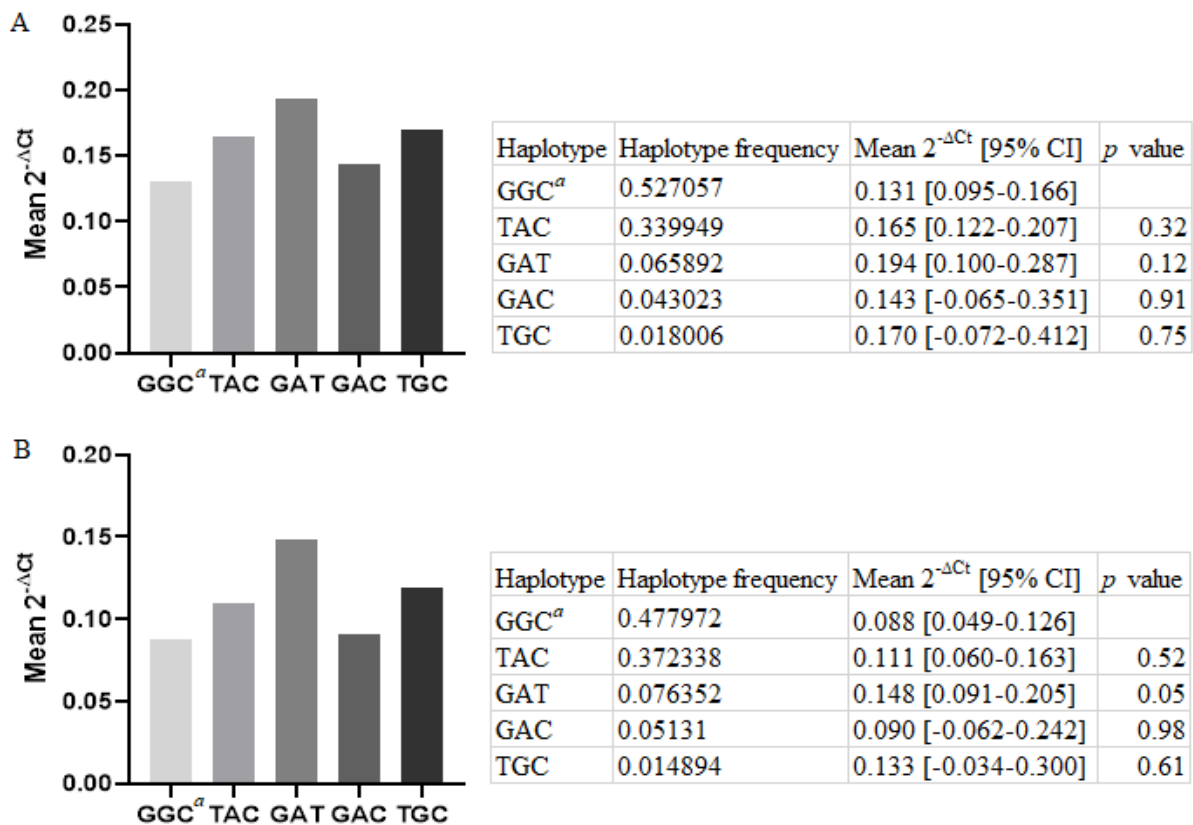 A
Mean 2^-ΔCt
0.25
0.20
0.15
0.10
0.05
0.00
GGC^a TAC GAT GAC TGC
Haplotype Haplotype frequency Mean 2^-ΔCt [95% CI] p value
GGC^a 0.527057 0.131 [0.095-0.166]
TAC 0.339949 0.165 [0.122-0.207] 0.32
GAT 0.065892 0.194 [0.100-0.287] 0.12
GAC 0.043023 0.143 [-0.065-0.351] 0.91
TGC 0.018006 0.170 [-0.072-0.412] 0.75
B
Mean 2^-ΔCt
0.20
0.15
0.10
0.05
0.00
GGC^a TAC GAT GAC TGC
Haplotype Haplotype frequency Mean 2^-ΔCt [95% CI] p value
GGC^a 0.477972 0.088 [0.049-0.126]
TAC 0.372338 0.111 [0.060-0.163] 0.52
GAT 0.076352 0.148 [0.091-0.205] 0.05
GAC 0.05131 0.090 [-0.062-0.242] 0.98
TGC 0.014894 0.133 [-0.034-0.300] 0.61